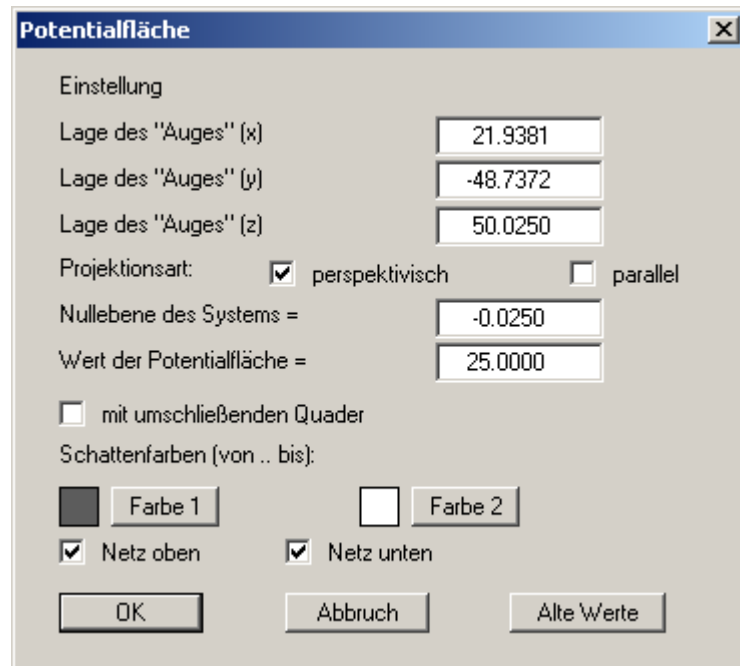 Potentialfläche
Einstellung
Lage des "Auges" (x) 21.9381
Lage des "Auges" (y) -48.7372
Lage des "Auges" (z) 50.0250
Projektionsart: perspektivisch parallel
Nullebene des Systems = -0.0250
Wert der Potentialfläche = 25.0000
mit umschließenden Quader
Schattenfarben (von .. bis):
Farbe 1 Farbe 2
Netz oben Netz unten
OK Abbruch Alte Werte